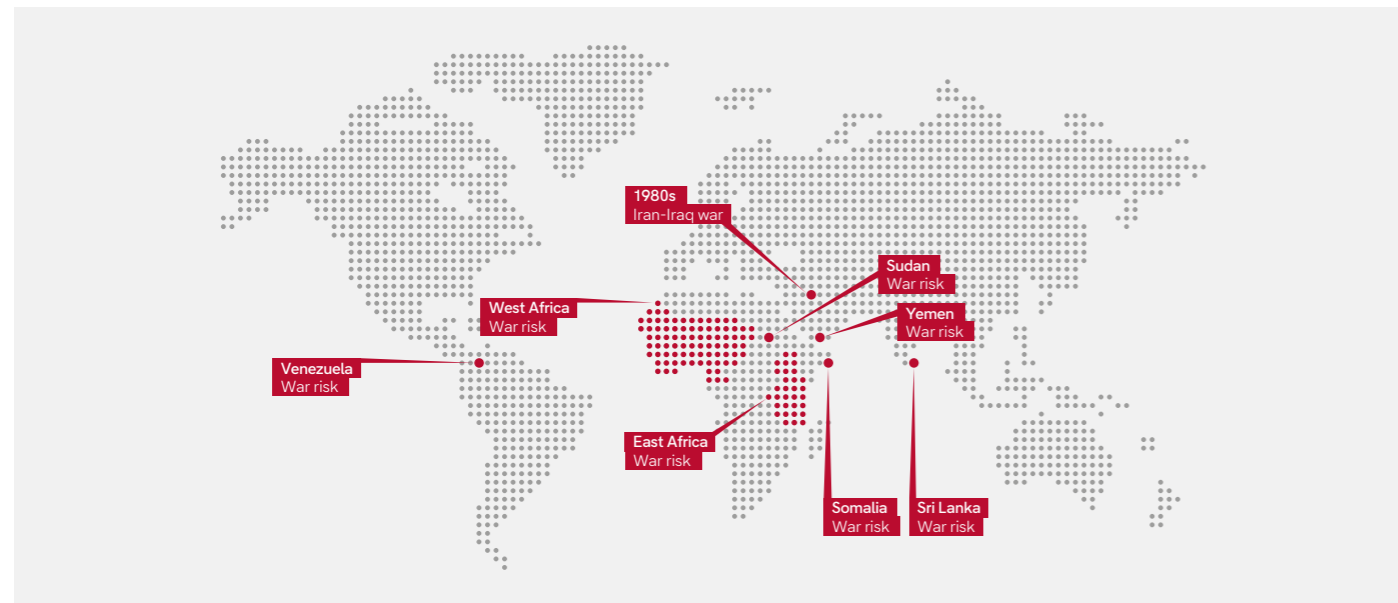 1980s
Iran-Iraq war
Sudan
War risk
West Africa
War risk
Yemen
War risk
Venezuela
War risk
East Africa
War risk
Somalia
War risk
Sri Lanka
War risk